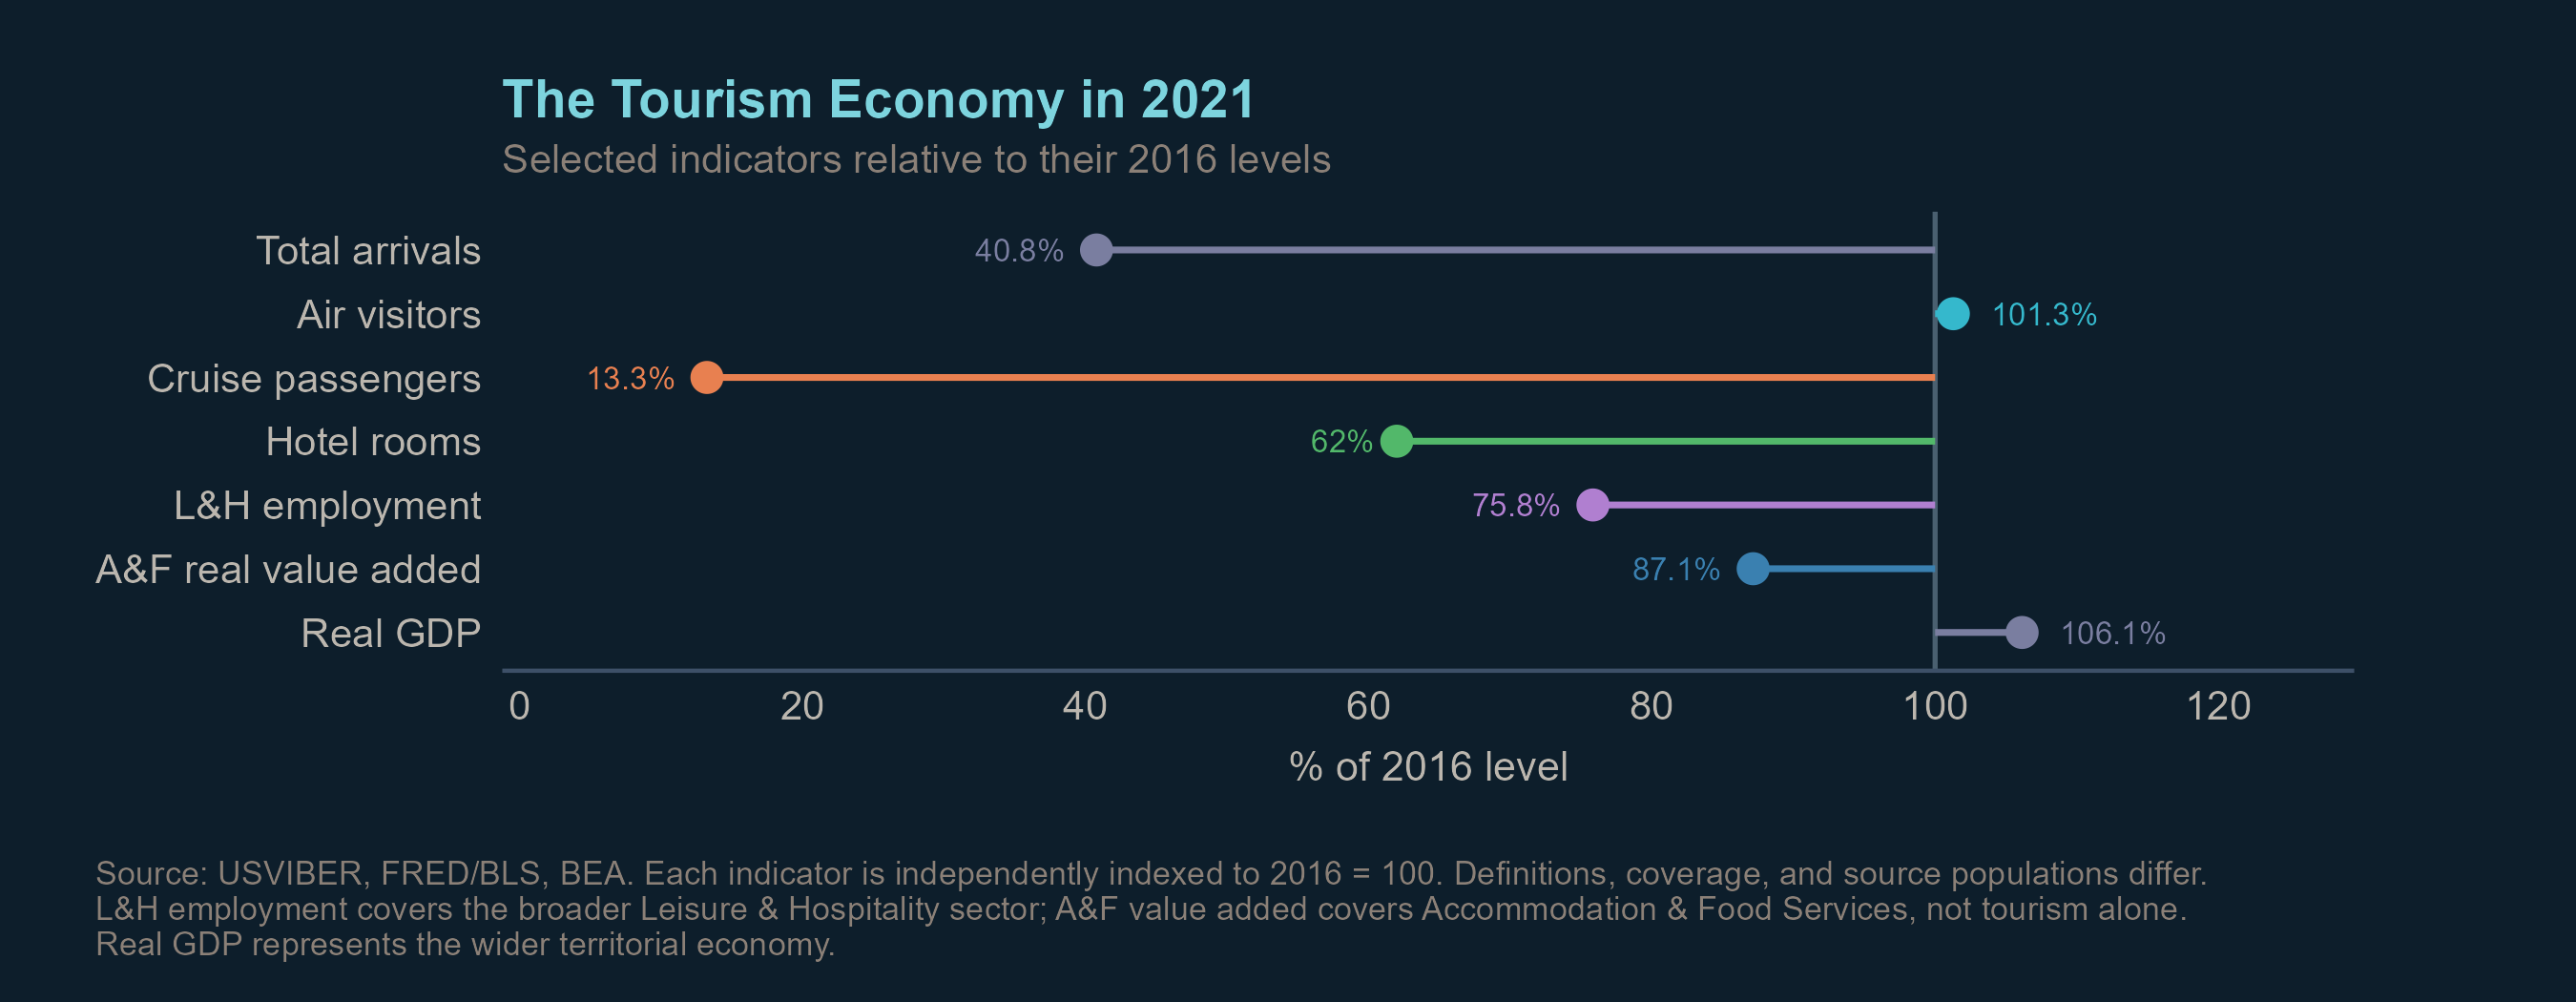 The Tourism Economy in 2021
Selected indicators relative to their 2016 levels
Total arrivals
40.8%
Air visitors
101.3%
Cruise passengers
13.3%
Hotel rooms
62%
L&H employment
75.8%
A&F real value added
87.1%
Real GDP
106.1%
0 20 40 60 80 100 120
% of 2016 level
Source: USVIBER, FRED/BLS, BEA. Each indicator is independently indexed to 2016 = 100. Definitions, coverage, and source populations differ.
L&H employment covers the broader Leisure & Hospitality sector; A&F value added covers Accommodation & Food Services, not tourism alone.
Real GDP represents the wider territorial economy.